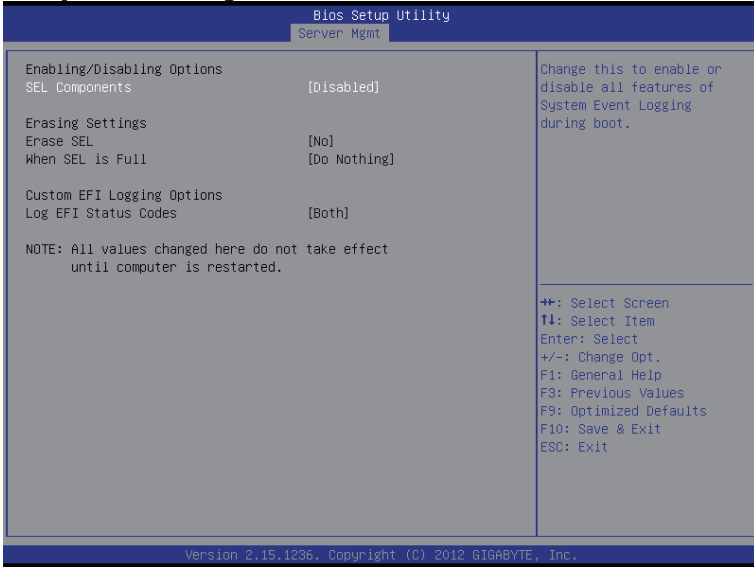 Bios Setup Utility
Server Mgmt
Enabling/Disabling Options
SEL Components [Disabled]
Erasing Settings
Erase SEL [No]
When SEL is Full [Do Nothing]
Custom EFI Logging Options
Log EFI Status Codes [Both]
NOTE: All values changed here do not take effect
until computer is restarted.
Change this to enable or
disable all features of
System Event Logging
during boot.
→←: Select Screen
↑↓: Select Item
Enter: Select
+/-: Change Opt.
F1: General Help
F3: Previous Values
F9: Optimized Defaults
F10: Save & Exit
ESC: Exit
Version 2.15.1236. Copyright (C) 2012 GIGABYTE, Inc.